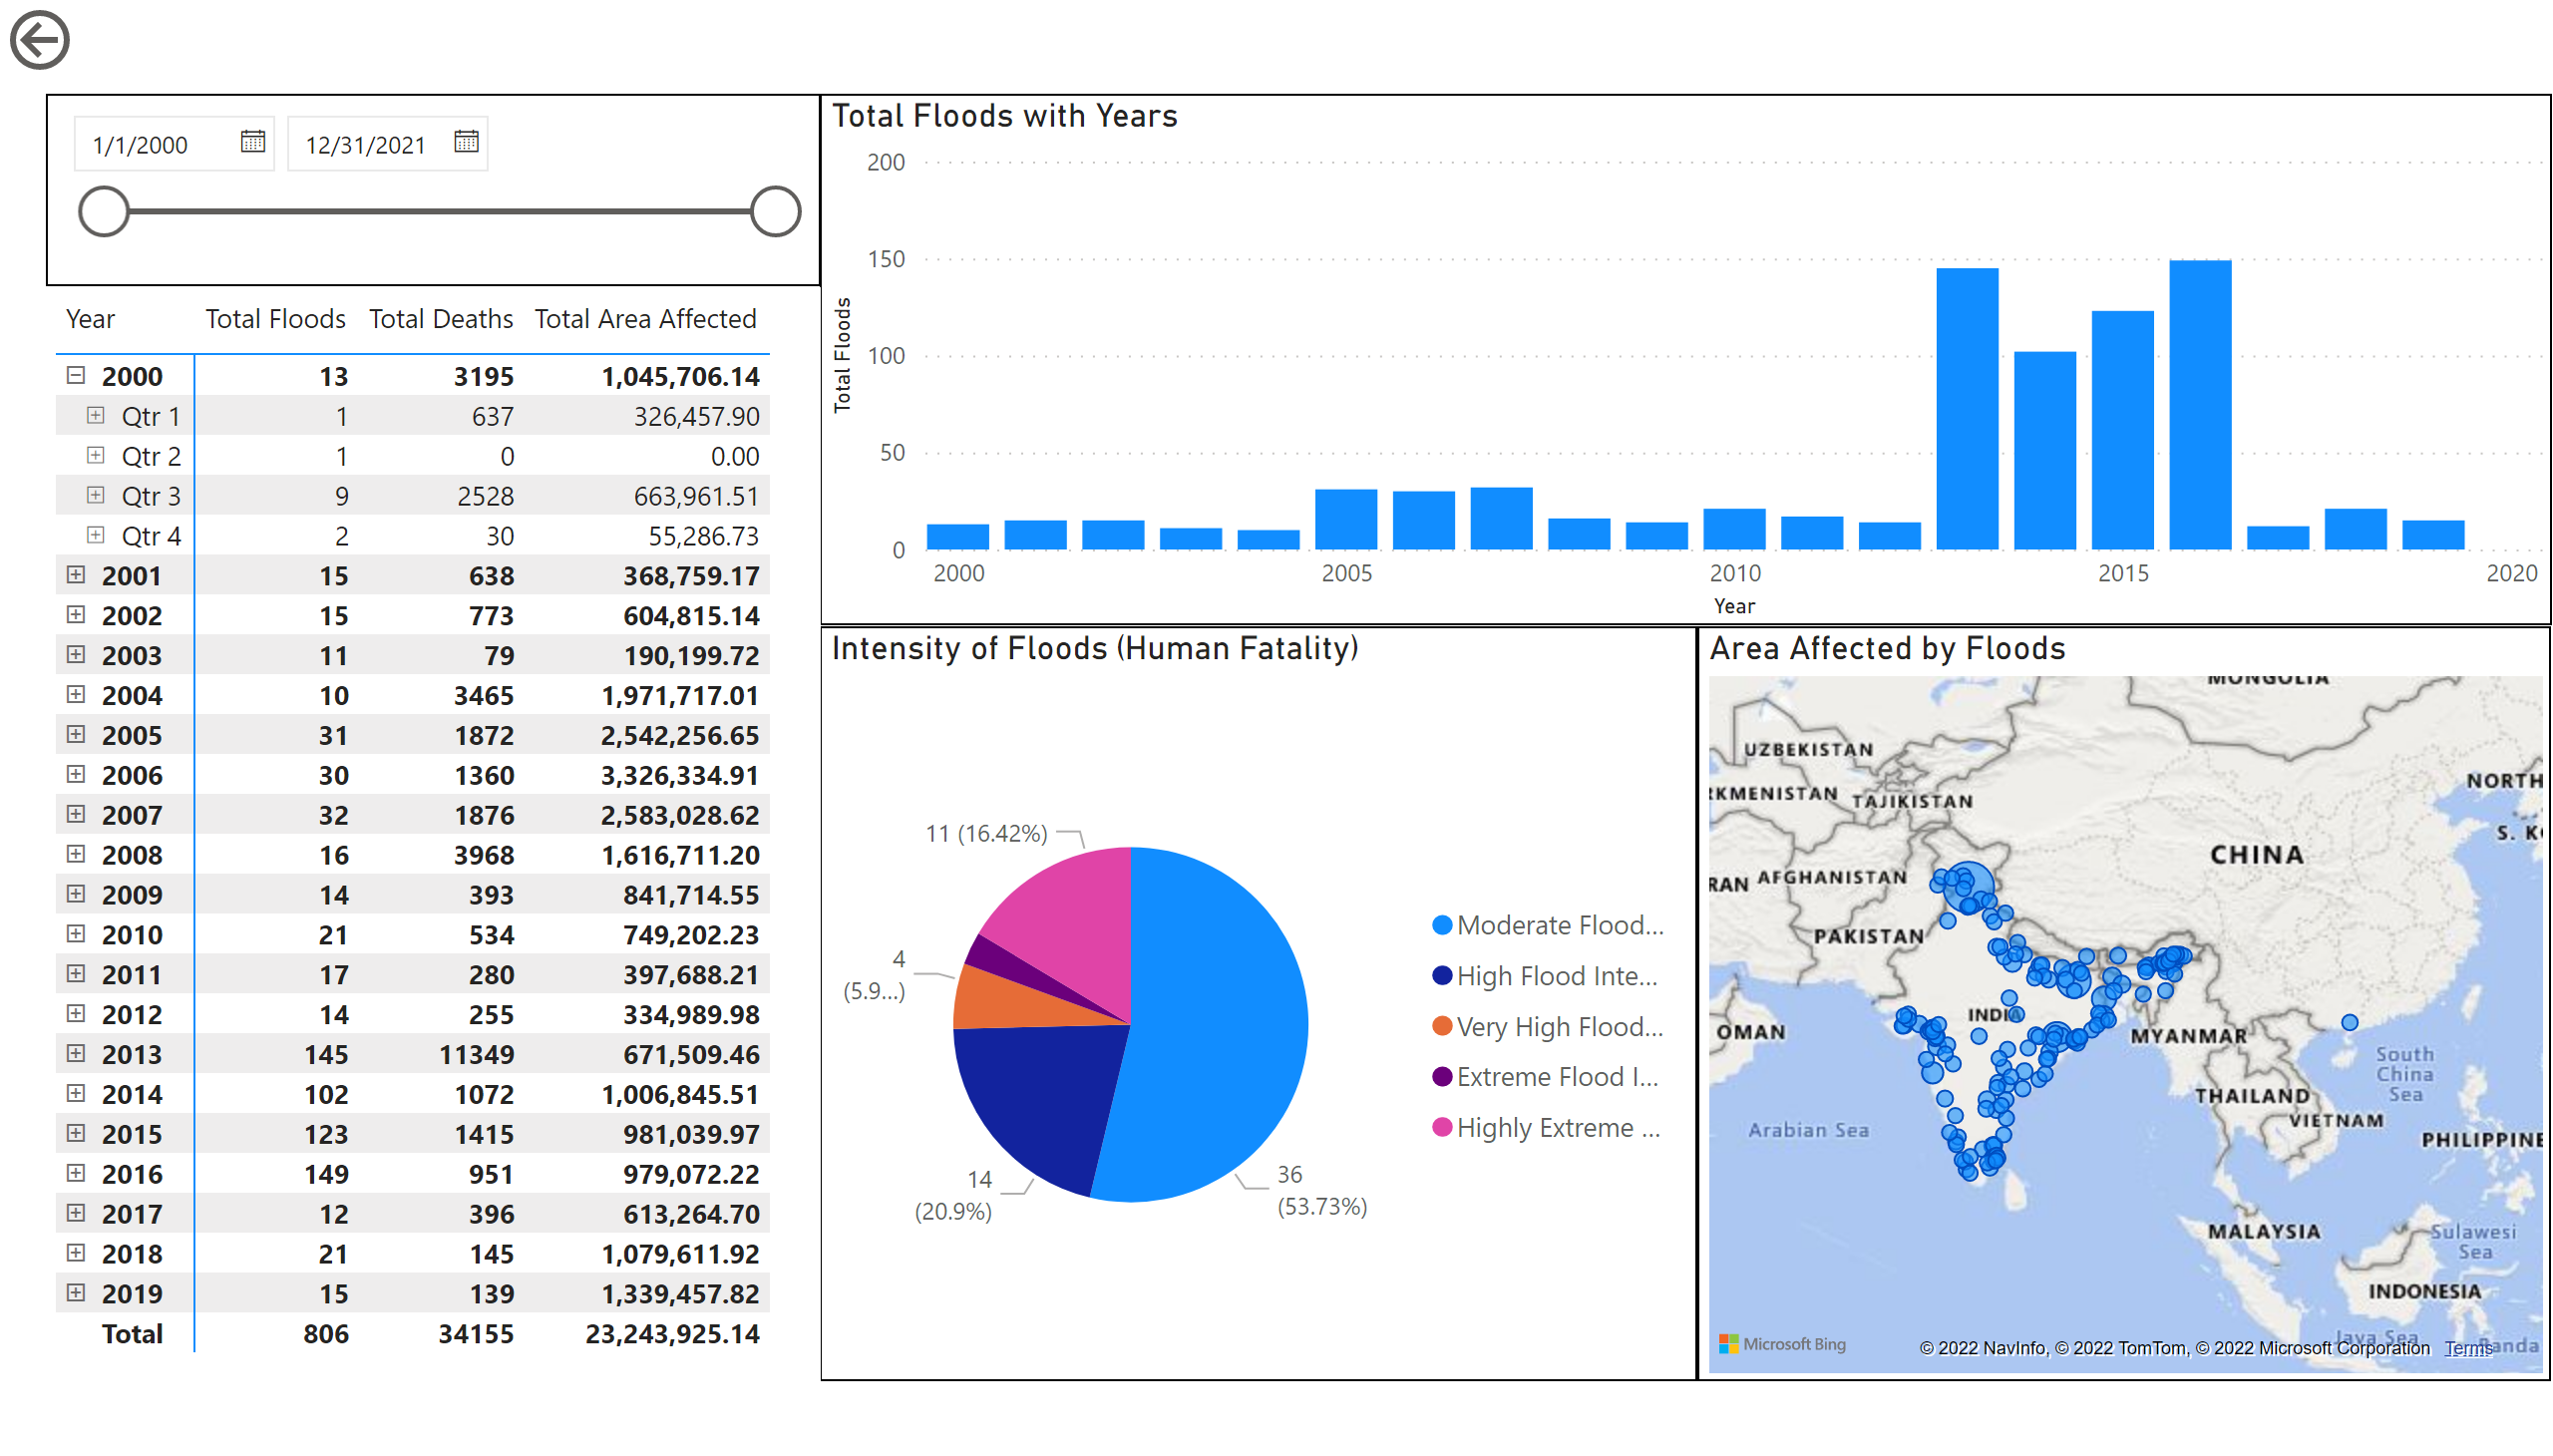 1/1/2000 12/31/2021
Year Total Floods Total Deaths Total Area Affected
2000 13 3195 1,045,706.14
Qtr 1 1 637 326,457.90
Qtr 2 1 0 0.00
Qtr 3 9 2528 663,961.51
Qtr 4 2 30 55,286.73
2001 15 638 368,759.17
2002 15 773 604,815.14
2003 11 79 190,199.72
2004 10 3465 1,971,717.01
2005 31 1872 2,542,256.65
2006 30 1360 3,326,334.91
2007 32 1876 2,583,028.62
2008 16 3968 1,616,711.20
2009 14 393 841,714.55
2010 21 534 749,202.23
2011 17 280 397,688.21
2012 14 255 334,989.98
2013 145 11349 671,509.46
2014 102 1072 1,006,845.51
2015 123 1415 981,039.97
2016 149 951 979,072.22
2017 12 396 613,264.70
2018 21 145 1,079,611.92
2019 15 139 1,339,457.82
Total 806 34155 23,243,925.14
Total Floods with Years
Total Floods
200
150
100
50
0
2000 2005 2010 2015 2020
Year
Intensity of Floods (Human Fatality)
11 (16.42%)
4
(5.9...)
14
(20.9%)
36
(53.73%)
Moderate Flood...
High Flood Inte...
Very High Flood...
Extreme Flood I...
Highly Extreme ...
Area Affected by Floods
MONGOLIA
UZBEKISTAN
NORTH
RKMENISTAN
TAJIKISTAN
S. K
CHINA
RAN
AFGHANISTAN
PAKISTAN
INDIA
OMAN
MYANMAR
South
China
Sea
THAILAND
VIETNAM
Arabian Sea
PHILIPPINE
MALAYSIA
Sulawesi
Sea
INDONESIA
Java Sea
Banda
Microsoft Bing
© 2022 NavInfo, © 2022 TomTom, © 2022 Microsoft Corporation Terms